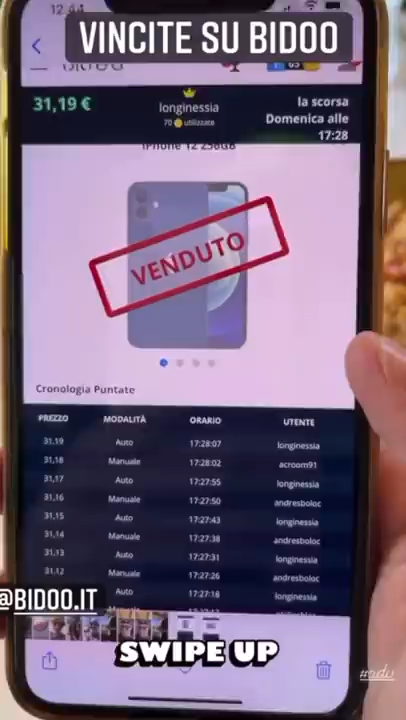 12:44
VINCITE SU BIDOO
31,19 €
longinessia
70 utilizzate
la scorsa
Domenica alle
17:28
iPhone 12 256GB
VENDUTO
Cronologia Puntate
PREZZO MODALITÀ ORARIO UTENTE
31,19 Auto 17:28:07 longinessia
31,18 Manuale 17:28:02 acroom91
31,17 Auto 17:27:55 longinessia
31,16 Manuale 17:27:50 andresboloc
31,15 Auto 17:27:43 longinessia
31,14 Manuale 17:27:38 andresboloc
31,13 Auto 17:27:31 longinessia
31,12 Manuale 17:27:26 andresboloc
Auto 17:27:18 longinessia
@BIDOO.IT
SWIPE UP
#adv